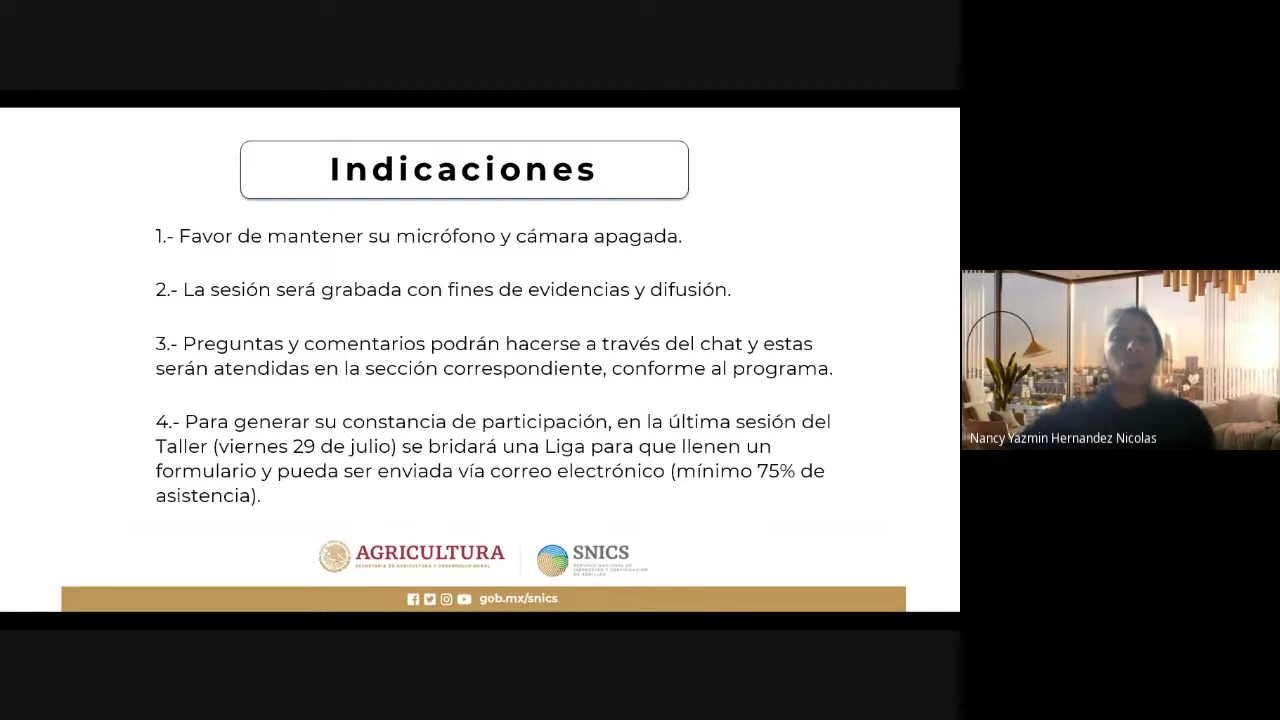 Indicaciones
1.- Favor de mantener su micrófono y cámara apagada.
2.- La sesión será grabada con fines de evidencias y difusión.
3.- Preguntas y comentarios podrán hacerse a través del chat y estas
serán atendidas en la sección correspondiente, conforme al programa.
4.- Para generar su constancia de participación, en la última sesión del
Taller (viernes 29 de julio) se bridará una Liga para que llenen un
formulario y pueda ser enviada vía correo electrónico (mínimo 75% de
asistencia).
AGRICULTURA
SECRETARÍA DE AGRICULTURA Y DESARROLLO RURAL
SNICS
SERVICIO NACIONAL DE
INSPECCIÓN Y CERTIFICACIÓN
DE SEMILLAS
gob.mx/snics
Nancy Yazmin Hernandez Nicolas